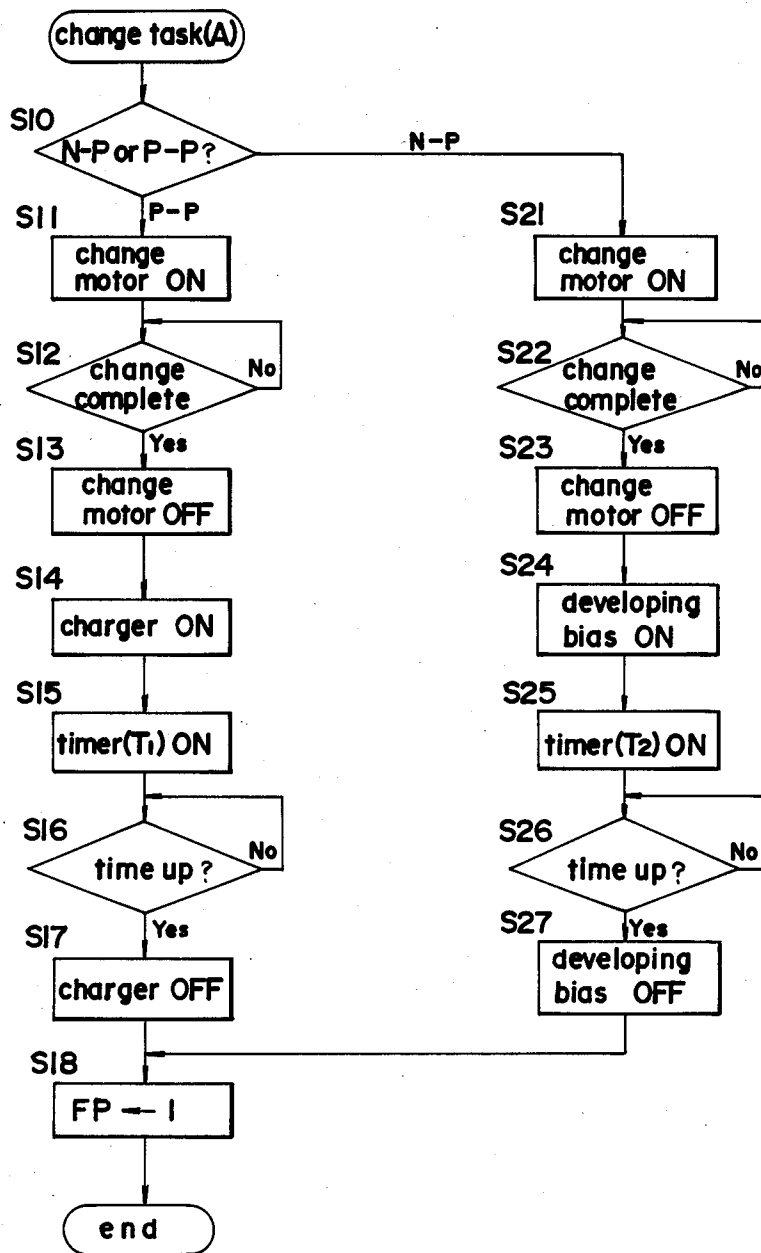 change task(A)
S10
N-P or P-P?
N-P
P-P
S11
change
motor ON
S12
change
complete
No
Yes
S13
change
motor OFF
S14
charger ON
S15
timer(T1) ON
S16
time up?
No
Yes
S17
charger OFF
S18
FP ← 1
end
S21
change
motor ON
S22
change
complete
No
Yes
S23
change
motor OFF
S24
developing
bias ON
S25
timer(T2) ON
S26
time up?
No
Yes
S27
developing
bias OFF